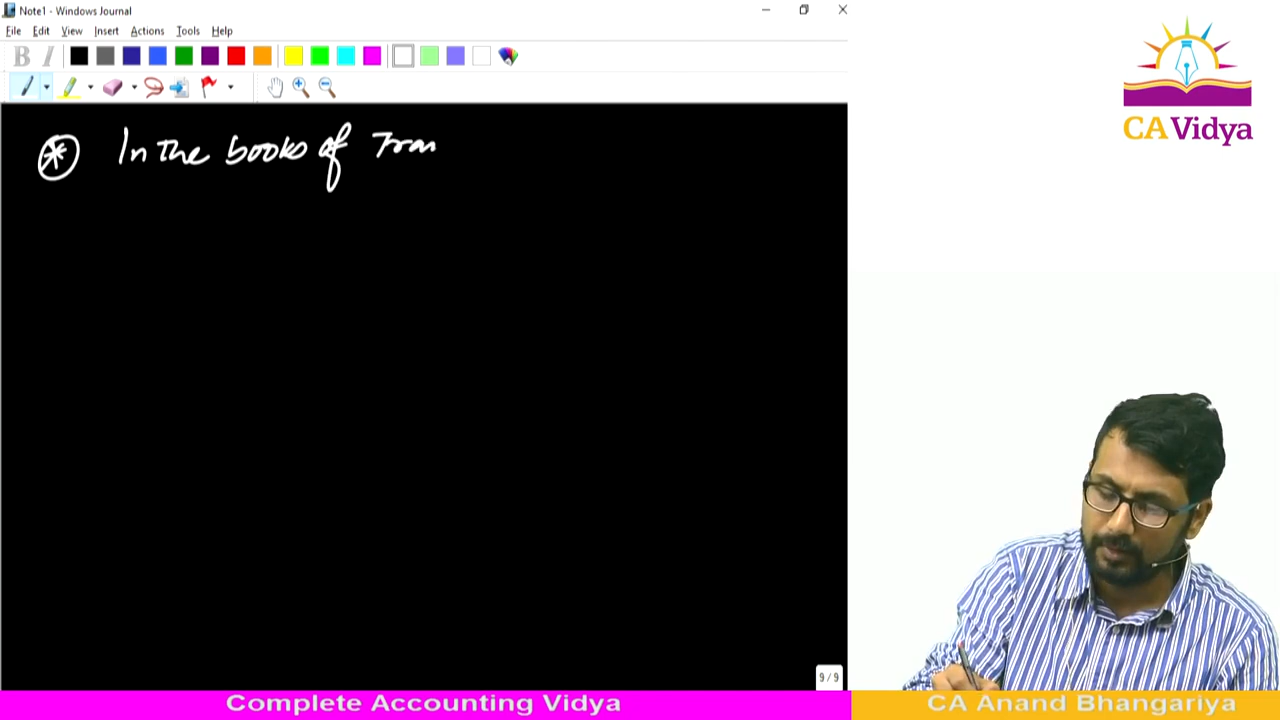 Note1 - Windows Journal
File Edit View Insert Actions Tools Help
B I
In the books of Tran
9 / 9
CA Vidya
Complete Accounting Vidya
CA Anand Bhangariya